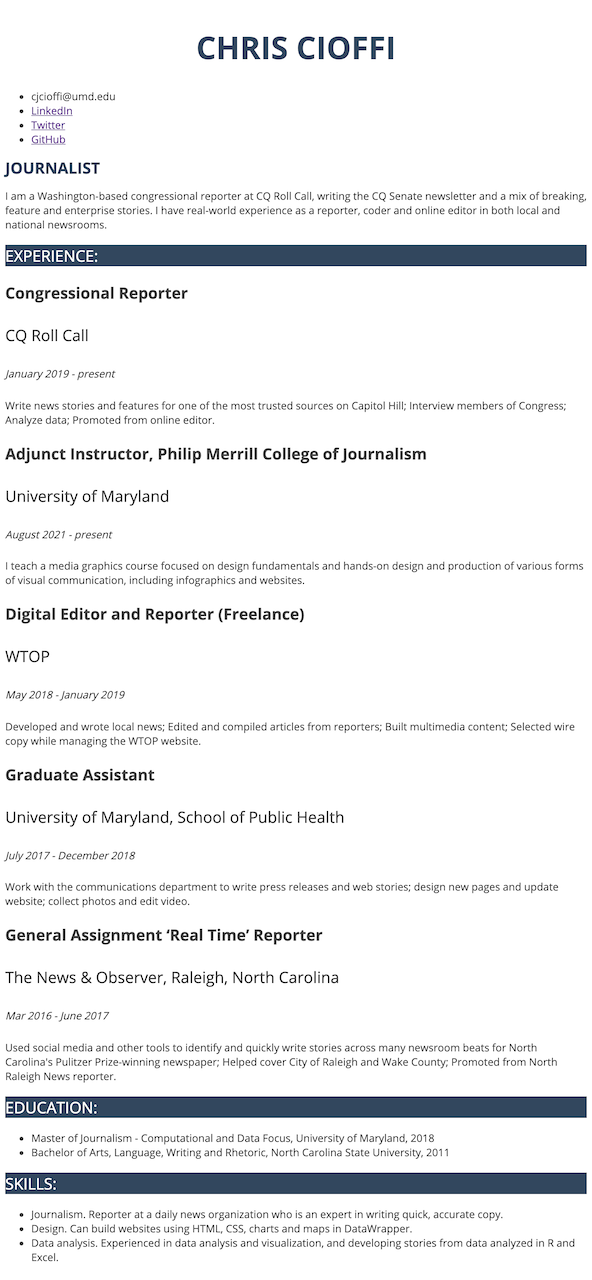 CHRIS CIOFFI
cjcioffi@umd.edu
LinkedIn
Twitter
GitHub
JOURNALIST
I am a Washington-based congressional reporter at CQ Roll Call, writing the CQ Senate newsletter and a mix of breaking,
feature and enterprise stories. I have real-world experience as a reporter, coder and online editor in both local and
national newsrooms.
EXPERIENCE:
Congressional Reporter
CQ Roll Call
January 2019 - present
Write news stories and features for one of the most trusted sources on Capitol Hill; Interview members of Congress;
Analyze data; Promoted from online editor.
Adjunct Instructor, Philip Merrill College of Journalism
University of Maryland
August 2021 - present
I teach a media graphics course focused on design fundamentals and hands-on design and production of various forms
of visual communication, including infographics and websites.
Digital Editor and Reporter (Freelance)
WTOP
May 2018 - January 2019
Developed and wrote local news; Edited and compiled articles from reporters; Built multimedia content; Selected wire
copy while managing the WTOP website.
Graduate Assistant
University of Maryland, School of Public Health
July 2017 - December 2018
Work with the communications department to write press releases and web stories; design new pages and update
website; collect photos and edit video.
General Assignment ‘Real Time’ Reporter
The News & Observer, Raleigh, North Carolina
Mar 2016 - June 2017
Used social media and other tools to identify and quickly write stories across many newsroom beats for North
Carolina's Pulitzer Prize-winning newspaper; Helped cover City of Raleigh and Wake County; Promoted from North
Raleigh News reporter.
EDUCATION:
Master of Journalism - Computational and Data Focus, University of Maryland, 2018
Bachelor of Arts, Language, Writing and Rhetoric, North Carolina State University, 2011
SKILLS:
Journalism. Reporter at a daily news organization who is an expert in writing quick, accurate copy.
Design. Can build websites using HTML, CSS, charts and maps in DataWrapper.
Data analysis. Experienced in data analysis and visualization, and developing stories from data analyzed in R and
Excel.